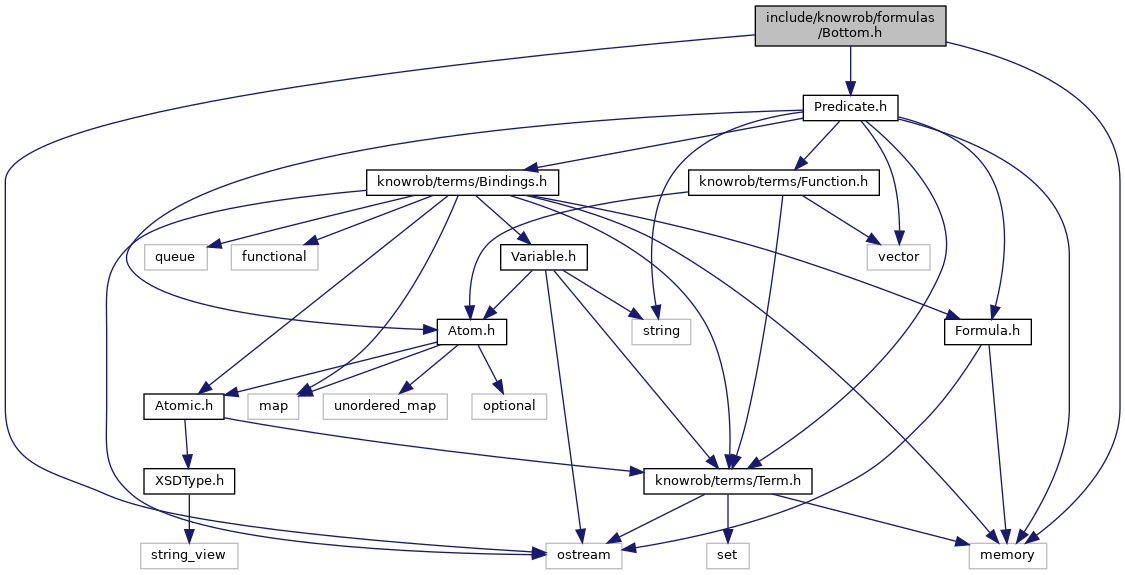 include/knowrob/formulas
/Bottom.h
Predicate.h
knowrob/terms/Bindings.h
knowrob/terms/Function.h
queue
functional
Variable.h
vector
Atom.h
string
Formula.h
Atomic.h
map
unordered_map
optional
XSDType.h
knowrob/terms/Term.h
string_view
ostream
set
memory